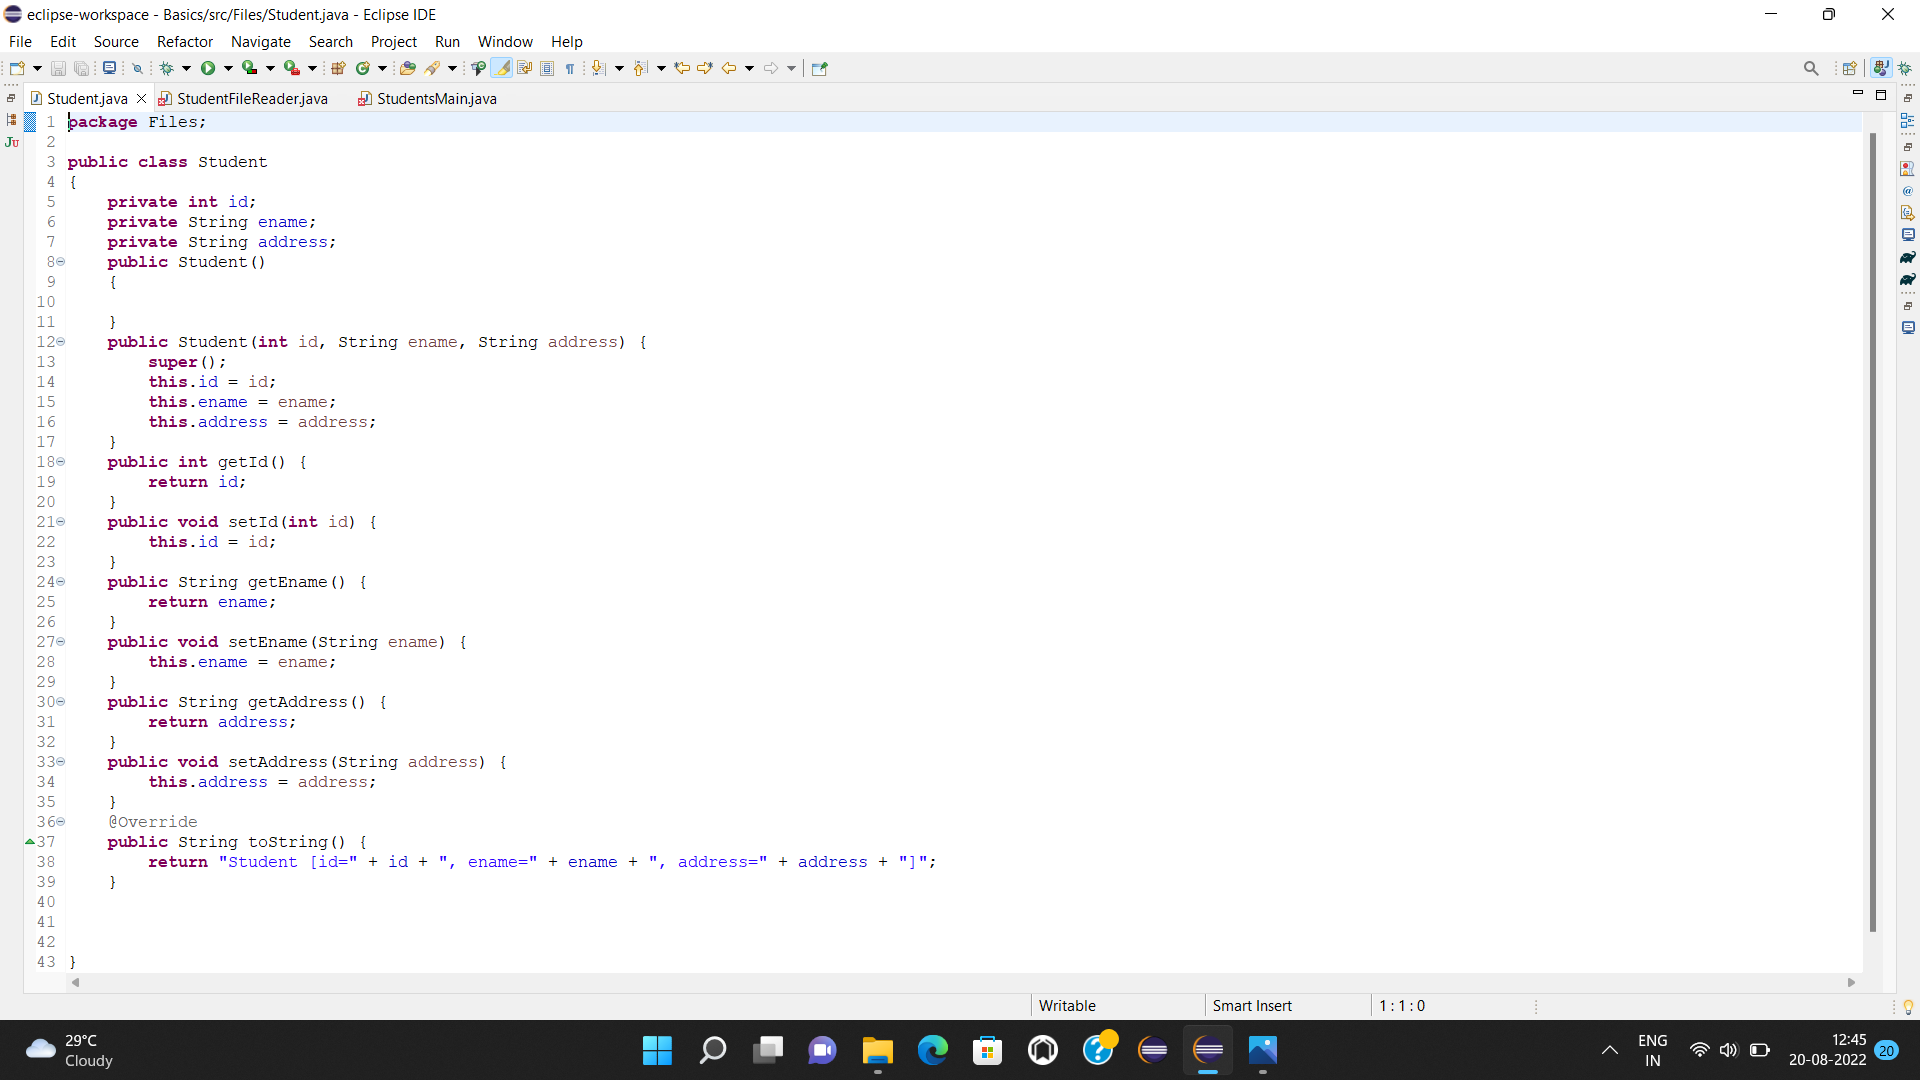 eclipse-workspace - Basics/src/Files/Student.java - Eclipse IDE
File Edit Source Refactor Navigate Search Project Run Window Help
Student.java StudentFileReader.java StudentsMain.java
1 package Files;
2
3 public class Student
4 {
5     private int id;
6     private String ename;
7     private String address;
8     public Student()
9     {
10
11     }
12     public Student(int id, String ename, String address) {
13         super();
14         this.id = id;
15         this.ename = ename;
16         this.address = address;
17     }
18     public int getId() {
19         return id;
20     }
21     public void setId(int id) {
22         this.id = id;
23     }
24     public String getEname() {
25         return ename;
26     }
27     public void setEname(String ename) {
28         this.ename = ename;
29     }
30     public String getAddress() {
31         return address;
32     }
33     public void setAddress(String address) {
34         this.address = address;
35     }
36     @Override
37     public String toString() {
38         return "Student [id=" + id + ", ename=" + ename + ", address=" + address + "]";
39     }
40
41
42
43 }
Writable Smart Insert 1 : 1 : 0
29°C
Cloudy
ENG
IN
12:45
20-08-2022
20